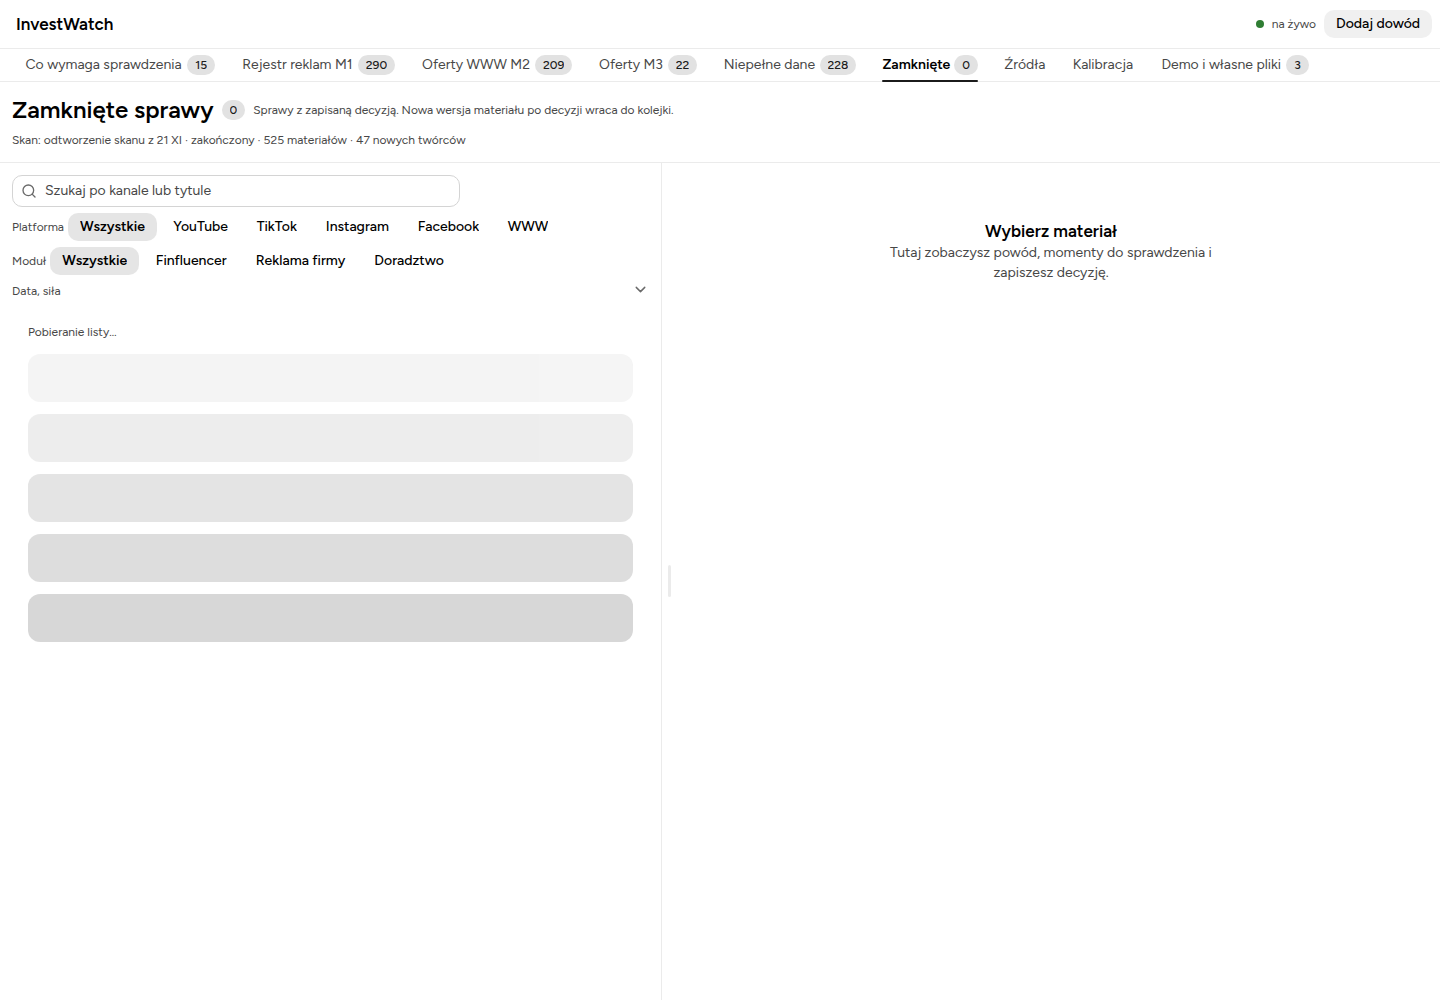 InvestWatch
na żywo
Dodaj dowód
Co wymaga sprawdzenia 15
Rejestr reklam M1 290
Oferty WWW M2 209
Oferty M3 22
Niepełne dane 228
Zamknięte 0
Źródła
Kalibracja
Demo i własne pliki 3
Zamknięte sprawy 0 Sprawy z zapisaną decyzją. Nowa wersja materiału po decyzji wraca do kolejki.
Skan: odtworzenie skanu z 21 XI · zakończony · 525 materiałów · 47 nowych twórców
Szukaj po kanale lub tytule
Platforma Wszystkie YouTube TikTok Instagram Facebook WWW
Moduł Wszystkie Finfluencer Reklama firmy Doradztwo
Data, siła
Pobieranie listy...
Wybierz materiał
Tutaj zobaczysz powód, momenty do sprawdzenia i
zapiszesz decyzję.